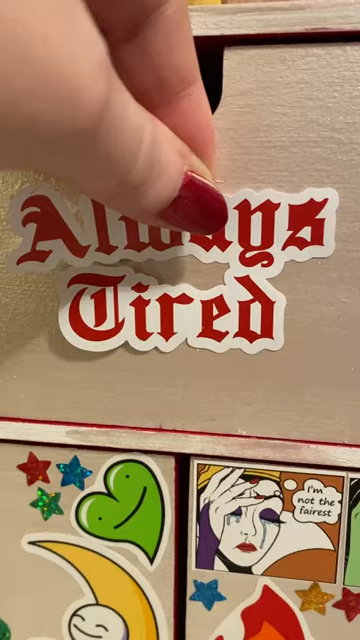 Always
Tired
I'm
not the
fairest